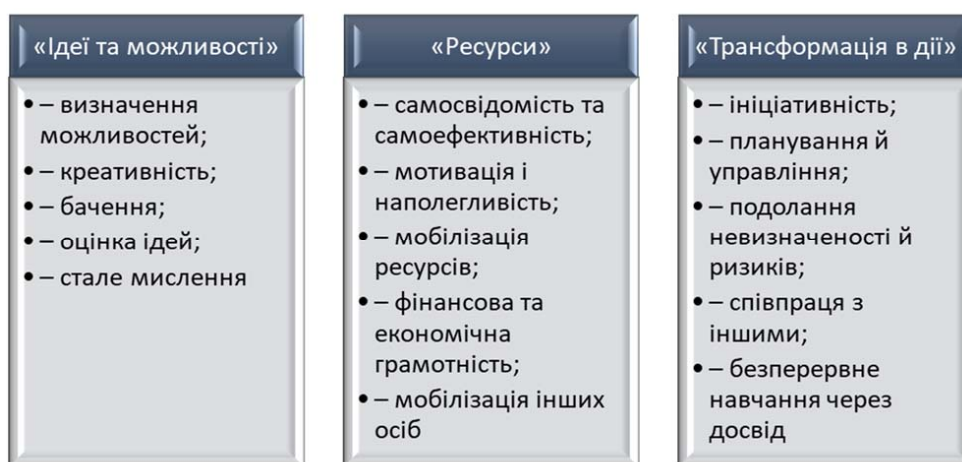 «Ідеї та можливості»
• – визначення
можливостей;
• – креативність;
• – бачення;
• – оцінка ідей;
• – стале мислення
«Ресурси»
• – самосвідомість та
самоефективність;
• – мотивація і
наполегливість;
• – мобілізація
ресурсів;
• – фінансова та
економічна
грамотність;
• – мобілізація інших
осіб
«Трансформація в дії»
• – ініціативність;
• – планування й
управління;
• – подолання
невизначеності й
ризиків;
• – співпраця з
іншими;
• – безперервне
навчання через
досвід